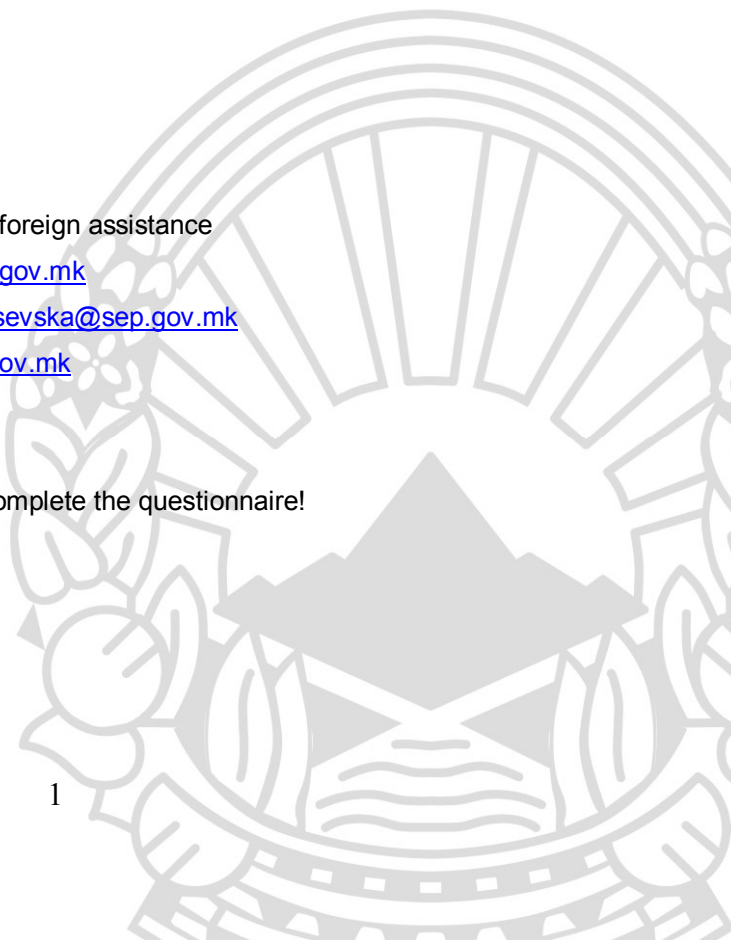 foreign assistance
gov.mk
sevska@sep.gov.mk
ov.mk
omplete the questionnaire!
1